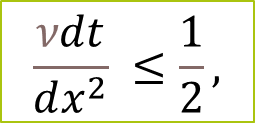 νdt/dx² ≤ 1/2,